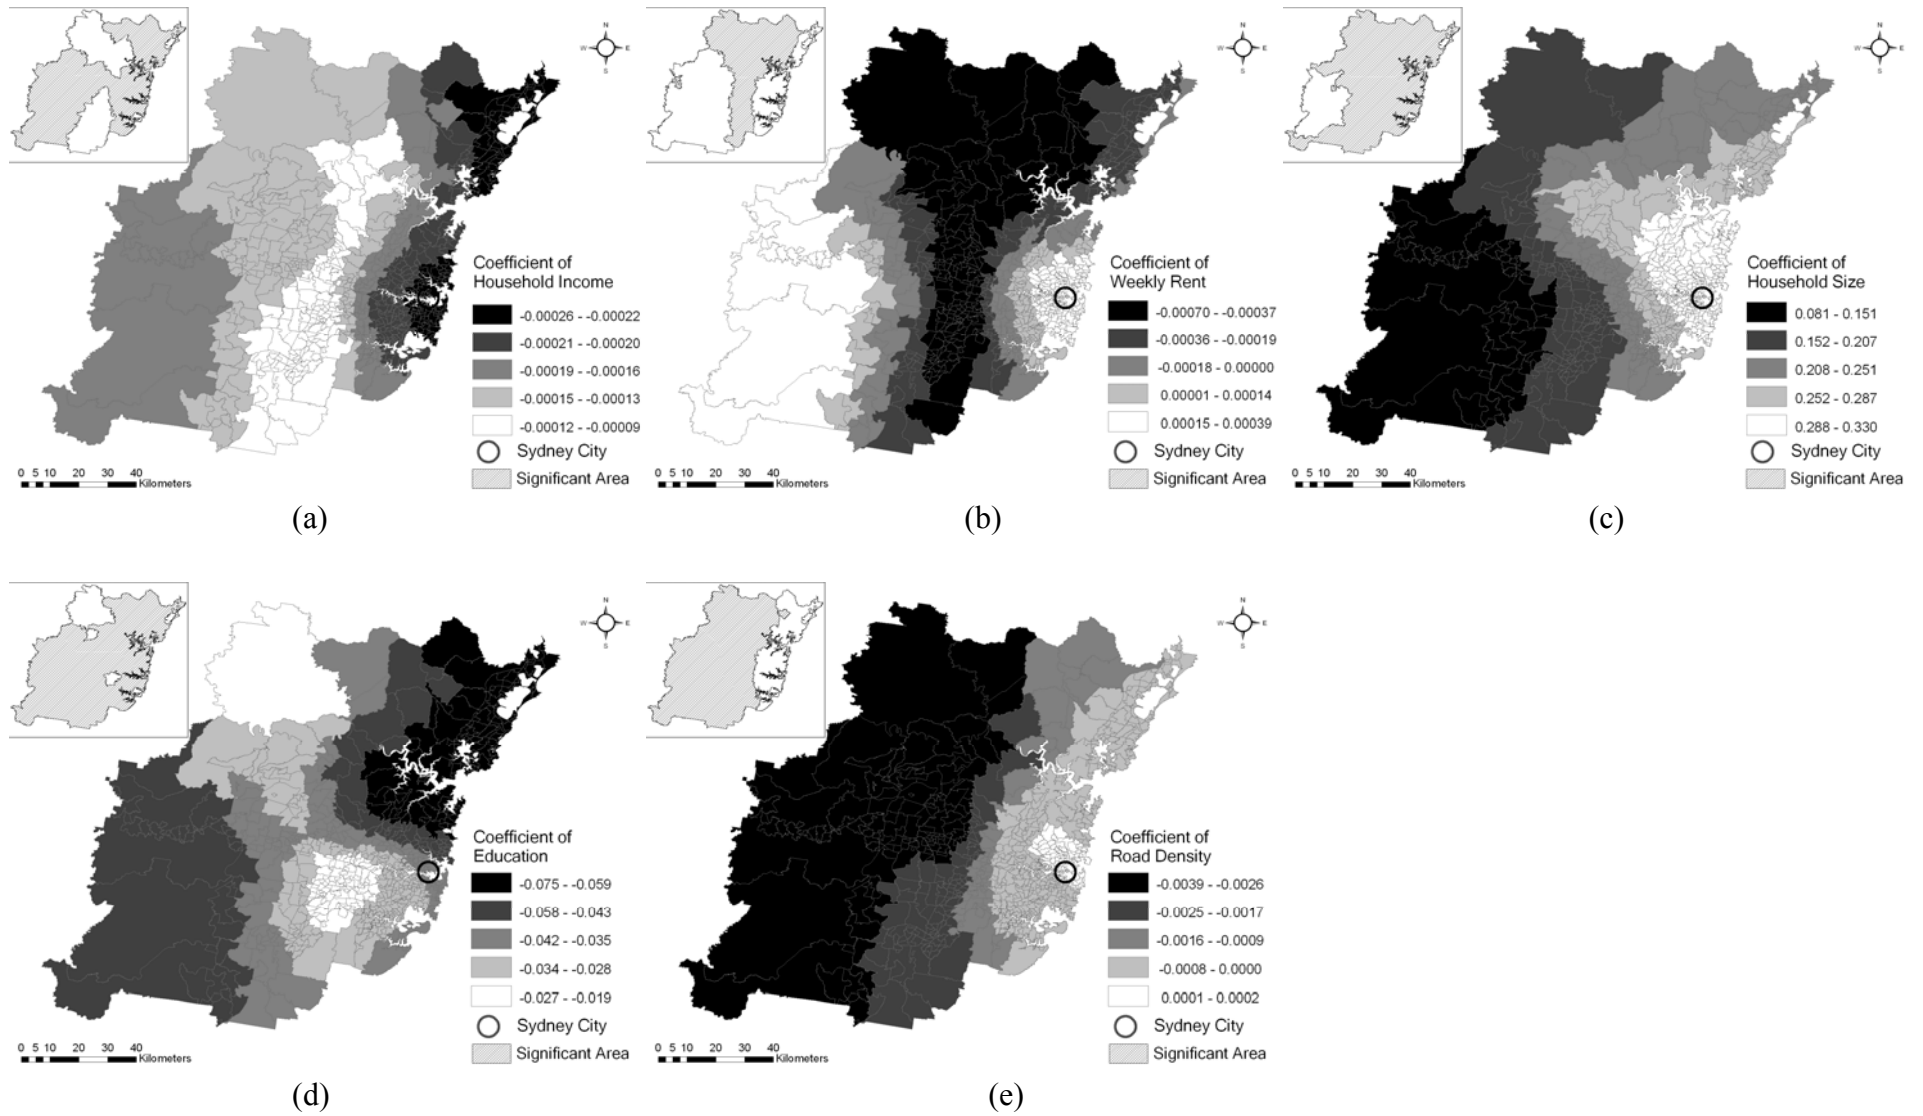 N
W E
S
Coefficient of
Household Income
-0.00026 - -0.00022
-0.00021 - -0.00020
-0.00019 - -0.00016
-0.00015 - -0.00013
-0.00012 - -0.00009
Sydney City
Significant Area
0 5 10 20 30 40
Kilometers
(a)
N
W E
S
Coefficient of
Weekly Rent
-0.00070 - -0.00037
-0.00036 - -0.00019
-0.00018 - 0.00000
0.00001 - 0.00014
0.00015 - 0.00039
Sydney City
Significant Area
0 5 10 20 30 40
Kilometers
(b)
N
W E
S
Coefficient of
Household Size
0.081 - 0.151
0.152 - 0.207
0.208 - 0.251
0.252 - 0.287
0.288 - 0.330
Sydney City
Significant Area
0 5 10 20 30 40
Kilometers
(c)
N
W E
S
Coefficient of
Education
-0.075 - -0.059
-0.058 - -0.043
-0.042 - -0.035
-0.034 - -0.028
-0.027 - -0.019
Sydney City
Significant Area
0 5 10 20 30 40
Kilometers
(d)
N
W E
S
Coefficient of
Road Density
-0.0039 - -0.0026
-0.0025 - -0.0017
-0.0016 - -0.0009
-0.0008 - 0.0000
0.0001 - 0.0002
Sydney City
Significant Area
0 5 10 20 30 40
Kilometers
(e)